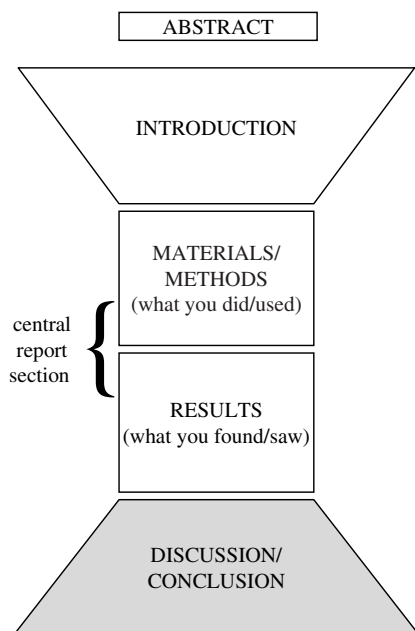 ABSTRACT
INTRODUCTION
MATERIALS/
METHODS
(what you did/used)
central
report
section
RESULTS
(what you found/saw)
DISCUSSION/
CONCLUSION